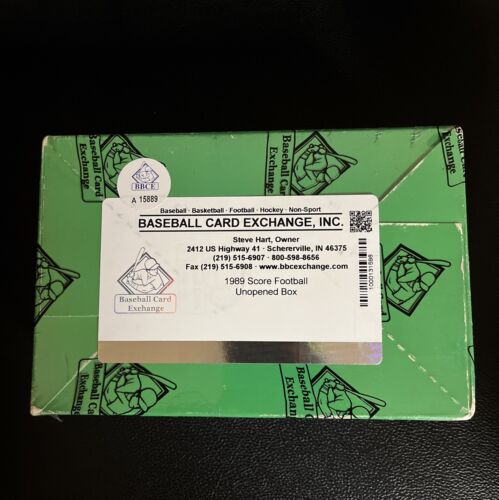 BBCE
A 15889
Baseball Card
Exchange
Baseball · Basketball · Football · Hockey · Non-Sport
BASEBALL CARD EXCHANGE, INC.
Steve Hart, Owner
2412 US Highway 41 · Schererville, IN 46375
(219) 515-6907 · 800-598-8656
Fax (219) 515-6908 · www.bbcexchange.com
1989 Score Football
Unopened Box
Baseball Card
Exchange
Baseball Card
Exchange
Baseball Card
Exchange